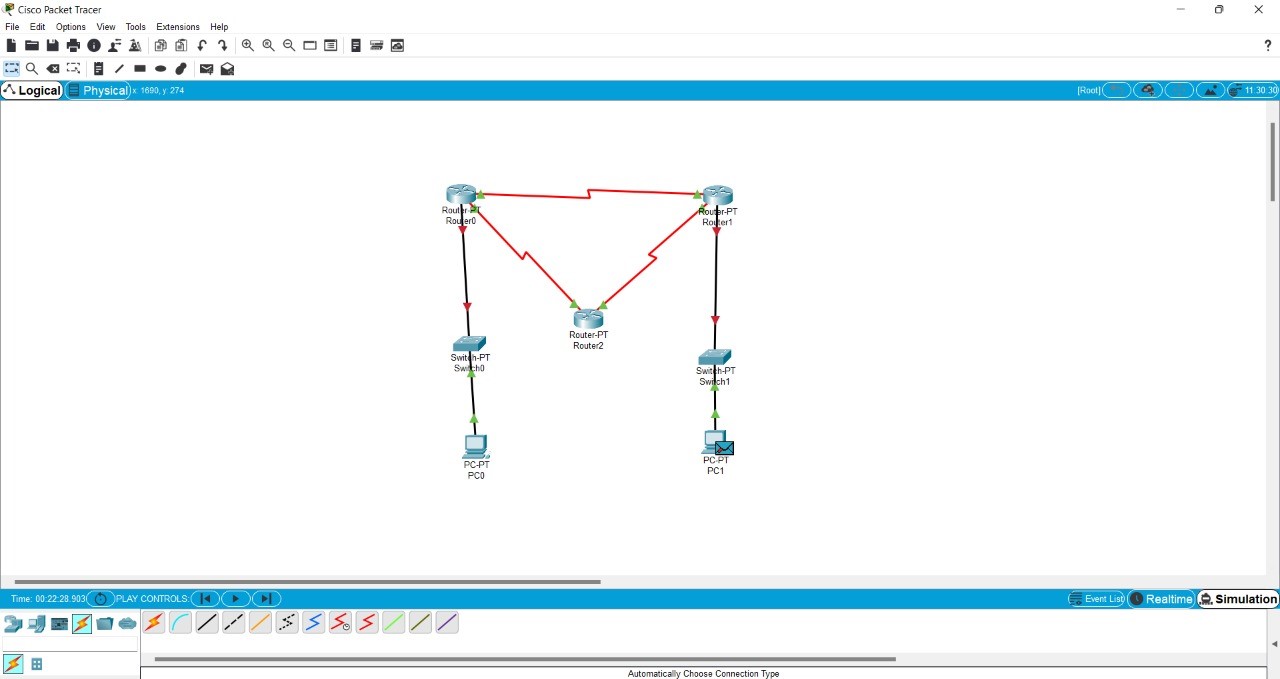 Cisco Packet Tracer
File Edit Options View Tools Extensions Help
?
Logical Physical x: 1690, y: 274 [Root] 11:30:30
Router-PT
Router0
Router-PT
Router1
Router-PT
Router2
Switch-PT
Switch0
Switch-PT
Switch1
PC-PT
PC0
PC-PT
PC1
Time: 00:22:28.903 PLAY CONTROLS: Event List Realtime Simulation
Automatically Choose Connection Type